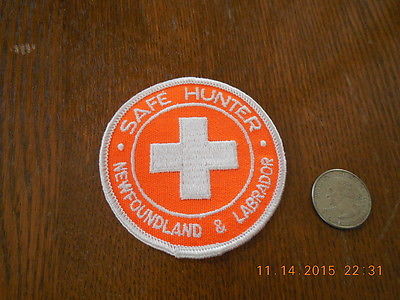 · SAFE HUNTER ·
NEWFOUNDLAND & LABRADOR
11.14.2015 22:31